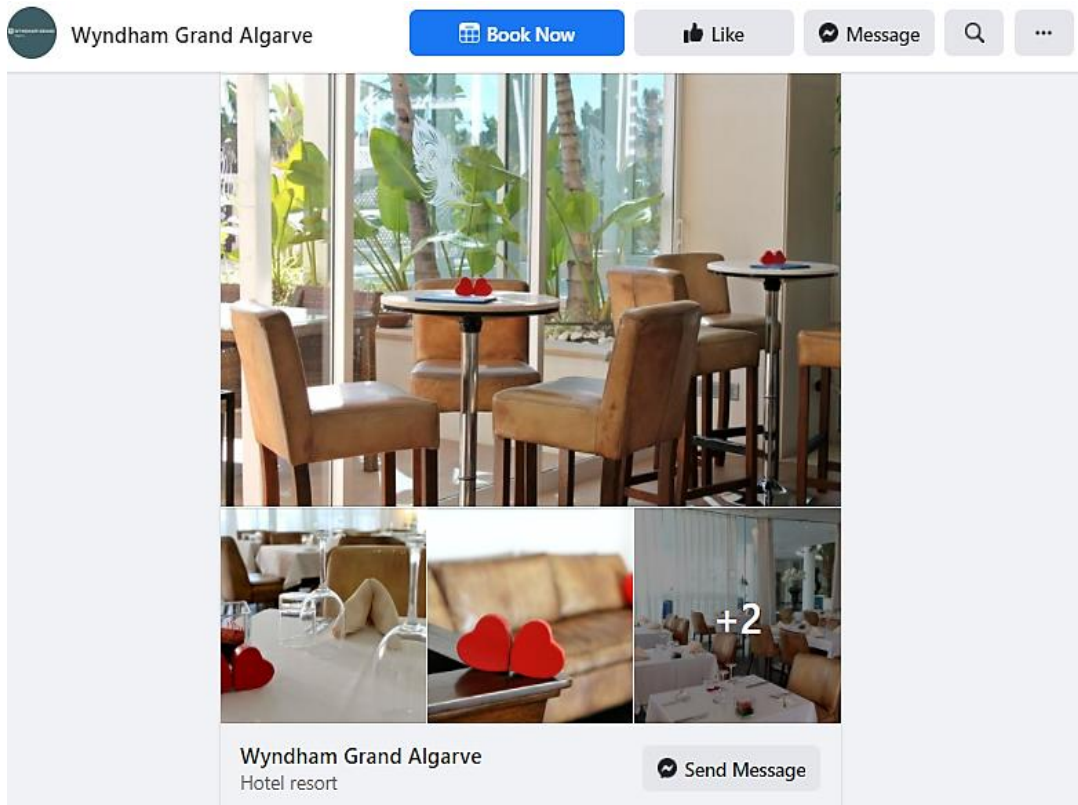 Wyndham Grand Algarve
Book Now
Like
Message
+2
Wyndham Grand Algarve
Hotel resort
Send Message